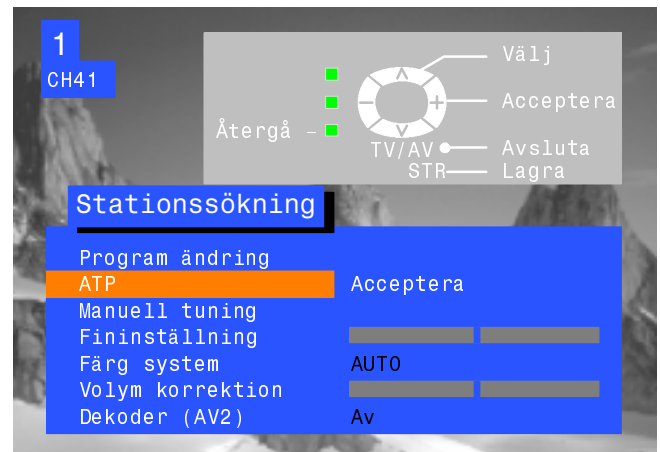 1
CH41
Välj
Acceptera
Återgå –
TV/AV Avsluta
STR Lagra
Stationssökning
Program ändring
ATP Acceptera
Manuell tuning
Fininställning
Färg system AUTO
Volym korrektion
Dekoder (AV2) Av